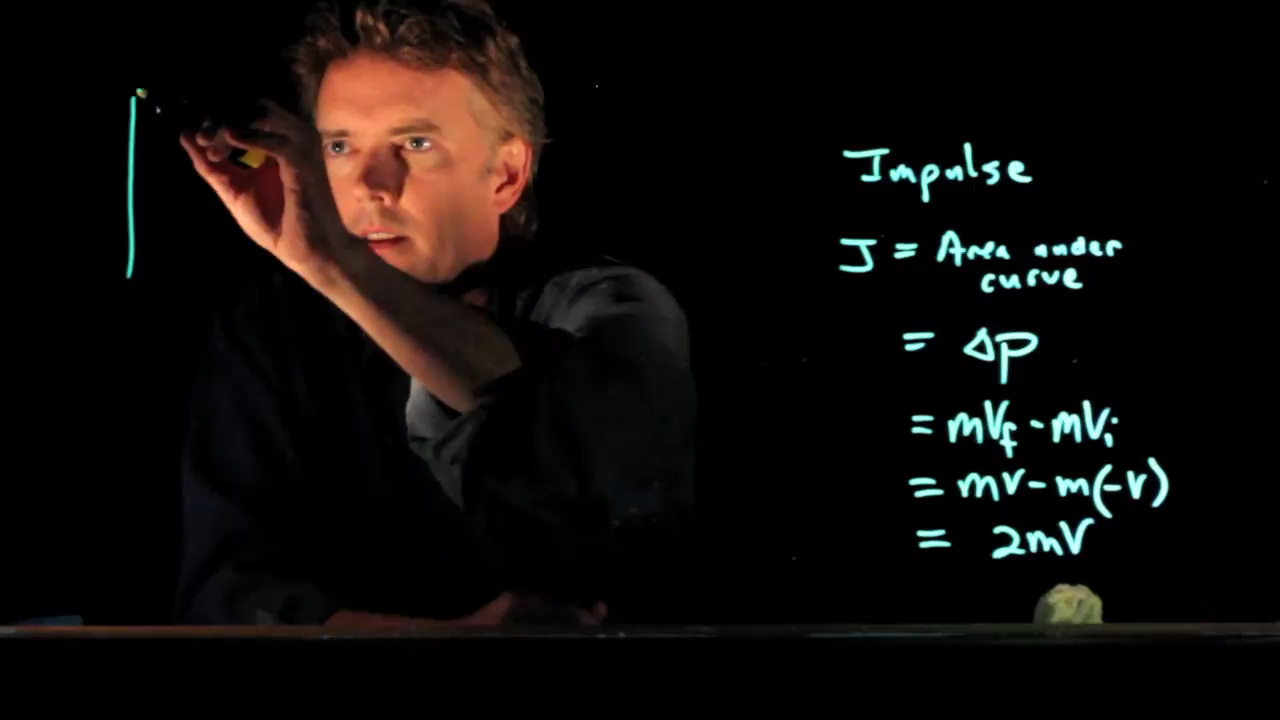 Impulse
J = Area under
curve
= Δp
= mVf - mVi
= mv - m(-v)
= 2mV